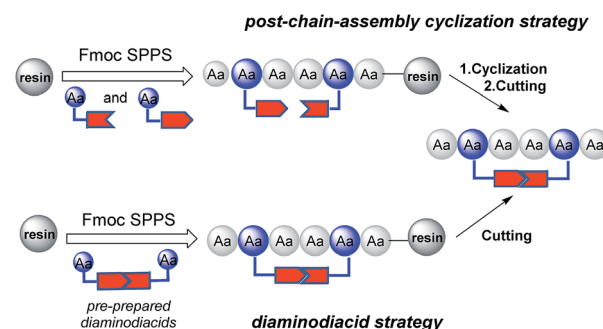 post-chain-assembly cyclization strategy
Fmoc SPPS
resin
Aa and Aa
Aa Aa Aa Aa Aa Aa
resin
1.Cyclization
2.Cutting
Aa Aa Aa Aa Aa Aa
Fmoc SPPS
resin
Aa Aa
pre-prepared
diaminodiacids
Aa Aa Aa Aa Aa Aa
resin
Cutting
diaminodiacid strategy